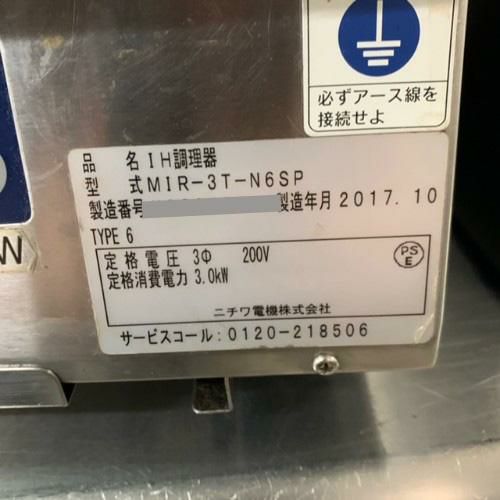 必ずアース線を
接続せよ
品 名 IH調理器
型 式 MIR-3T-N6SP
製造番号 製造年月 2017. 10
TYPE 6
定格電圧 3Φ 200V
定格消費電力 3.0kW
PS
E
ニチワ電機株式会社
サービスコール:0120-218506